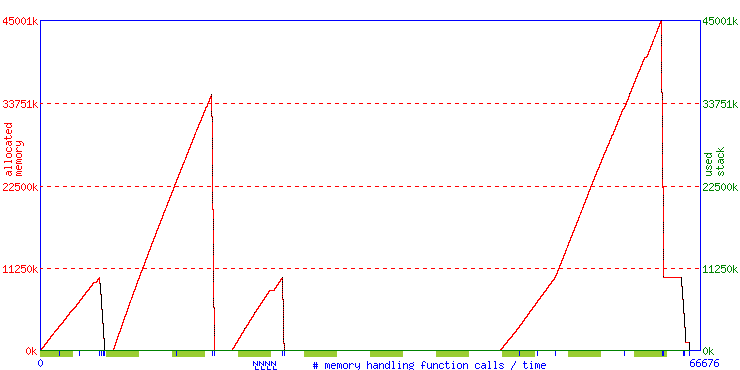 45001k 45001k
33751k 33751k
allocated
memory
used
stack
22500k 22500k
11250k 11250k
0k 0k
0 # memory handling function calls / time 66676